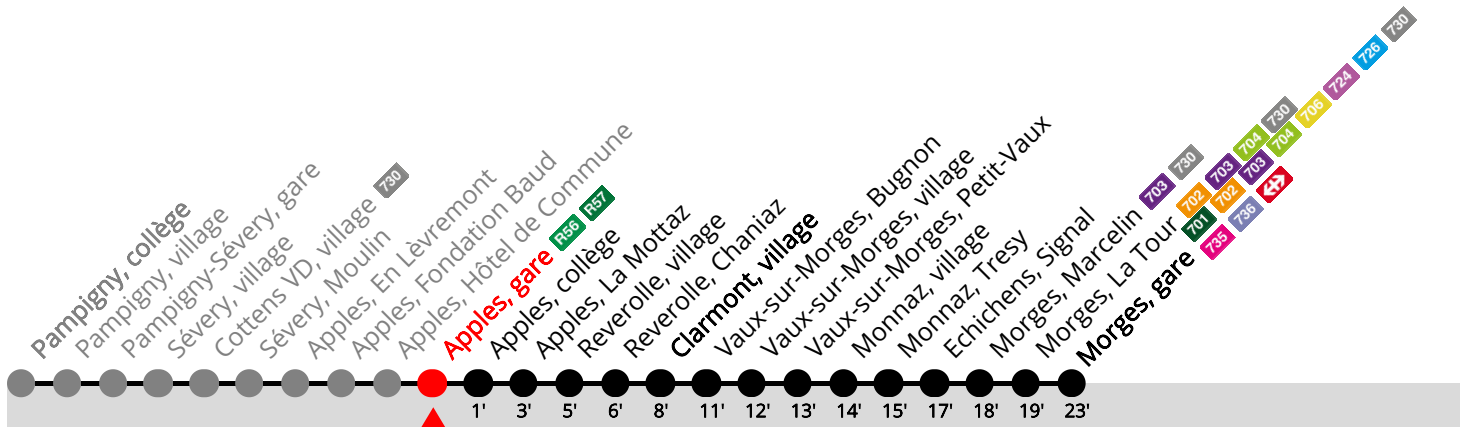 Pampigny, collège
Pampigny, village
Pampigny-Sévery, gare
Sévery, village
Cottens VD, village 730
Sévery, Moulin
Apples, En Lèvremont
Apples, Fondation Baud
Apples, Hôtel de Commune
Apples, gare R56 R57
Apples, collège
Apples, La Mottaz
Reverolle, village
Reverolle, Chaniaz
Clarmont, village
Vaux-sur-Morges, Bugnon
Vaux-sur-Morges, village
Vaux-sur-Morges, Petit-Vaux
Monnaz, village
Monnaz, Tresy
Echichens, Signal
Morges, Marcelin 703 730
Morges, La Tour 702 703 704 730
Morges, gare 701 702 703 704 706 724 726 730
735 736
1' 3' 5' 6' 8' 11' 12' 13' 14' 15' 17' 18' 19' 23'